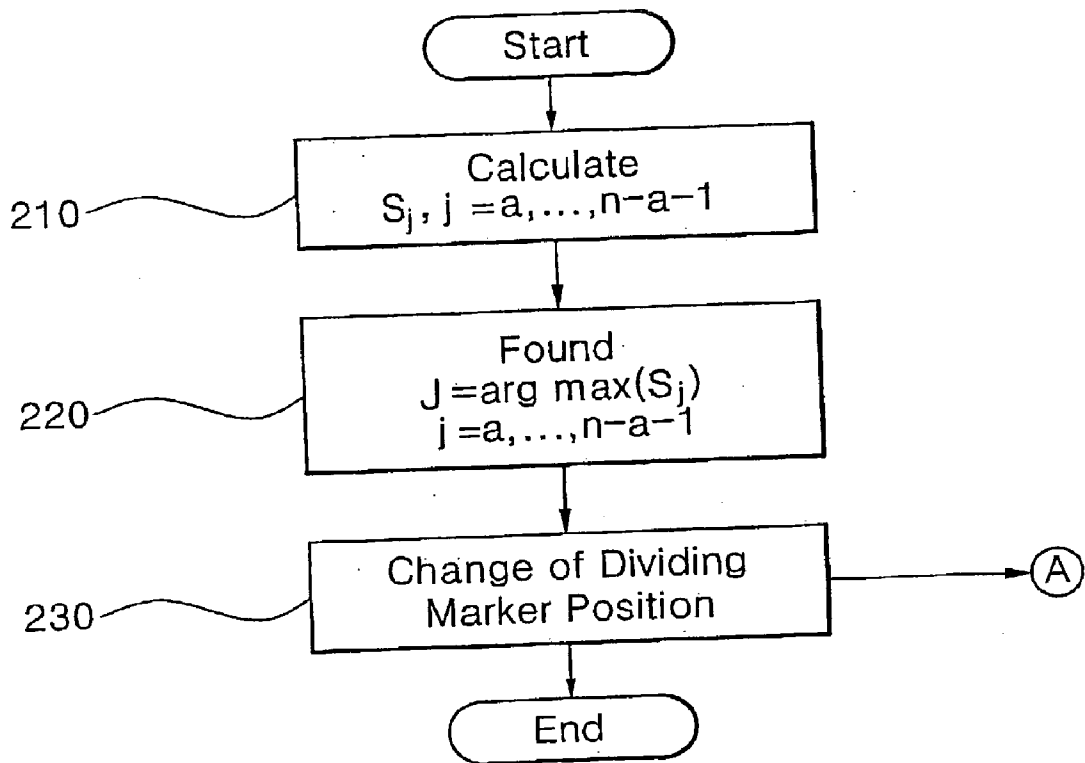 Start
Calculate
Sj, j =a,...,n-a-1
210
Found
J=arg max(Sj)
j=a,...,n-a-1
220
Change of Dividing
Marker Position
230
A
End